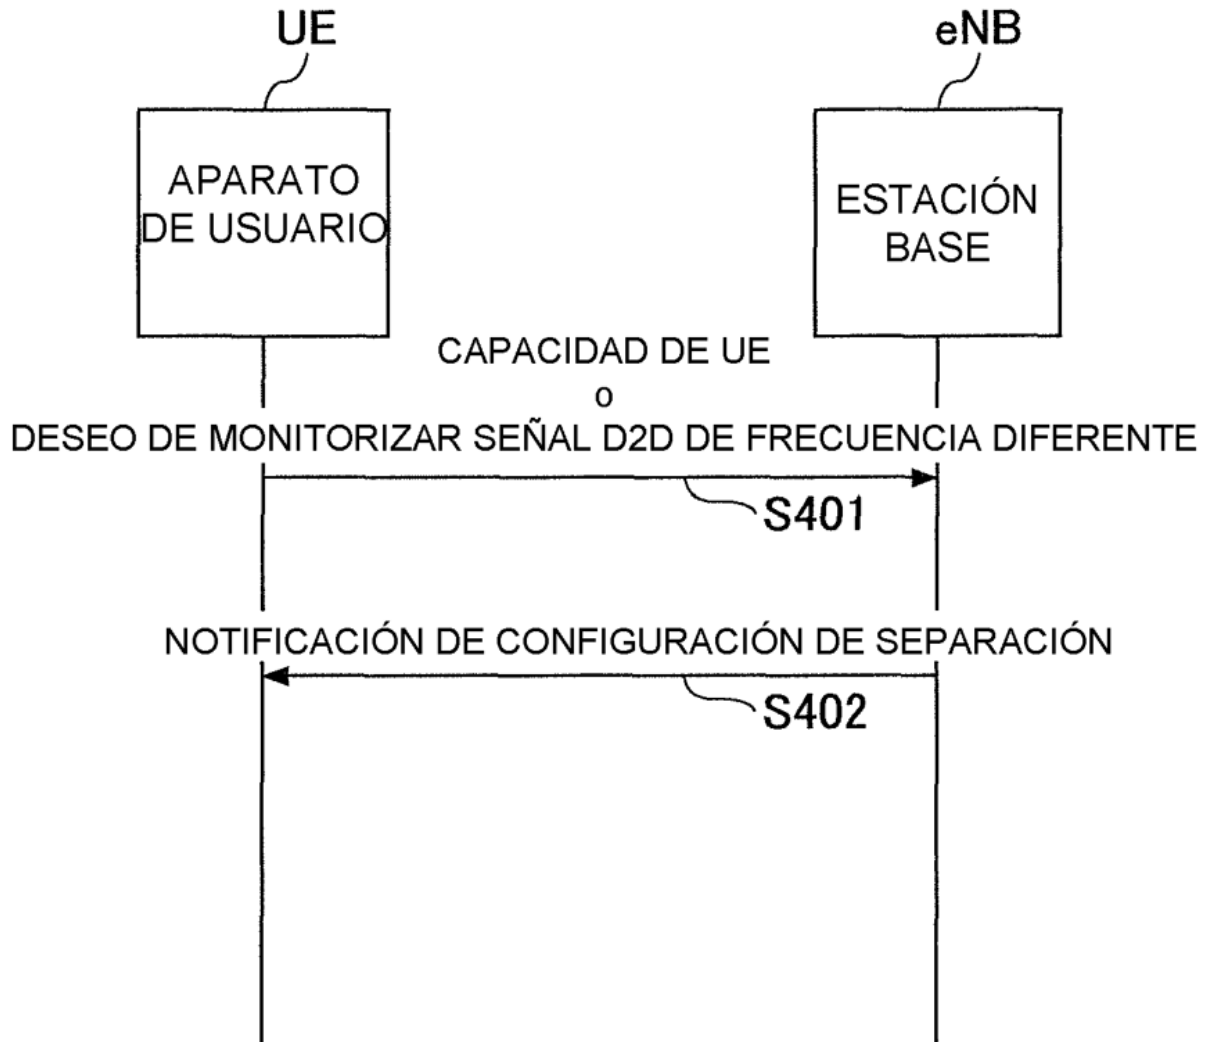 UE
eNB
APARATO
DE USUARIO
ESTACIÓN
BASE
CAPACIDAD DE UE
o
DESEO DE MONITORIZAR SEÑAL D2D DE FRECUENCIA DIFERENTE
S401
NOTIFICACIÓN DE CONFIGURACIÓN DE SEPARACIÓN
S402